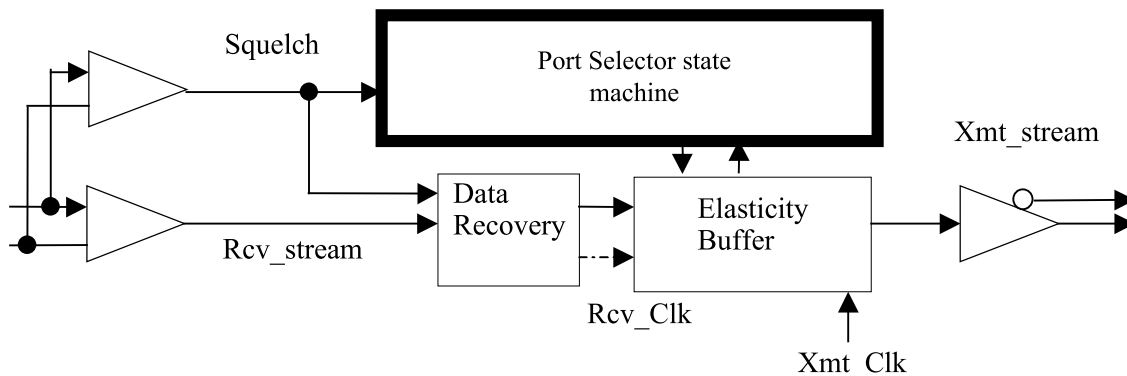 Squelch
Port Selector state
machine
Xmt_stream
Data
Recovery
Elasticity
Buffer
Rcv_stream
Rcv_Clk
Xmt_Clk